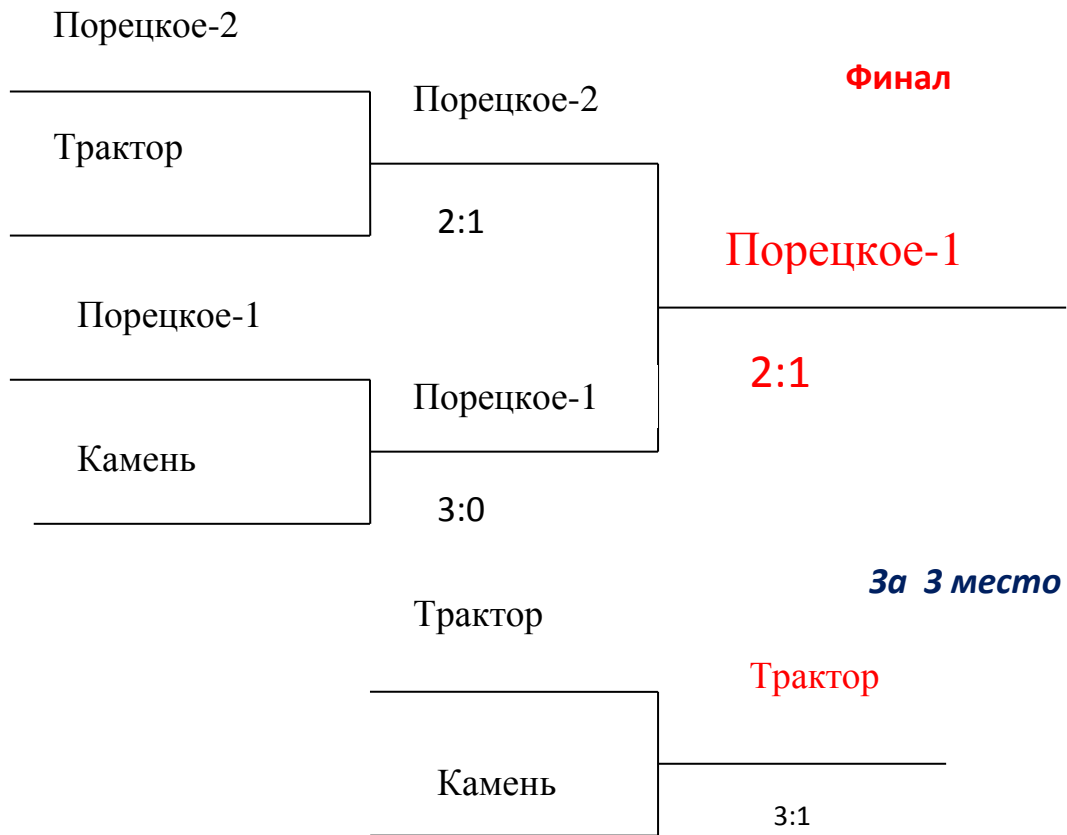 Порецкое-2
Финал
Порецкое-2
Трактор
2:1
Порецкое-1
Порецкое-1
2:1
Порецкое-1
Камень
3:0
За 3 место
Трактор
Трактор
Камень
3:1